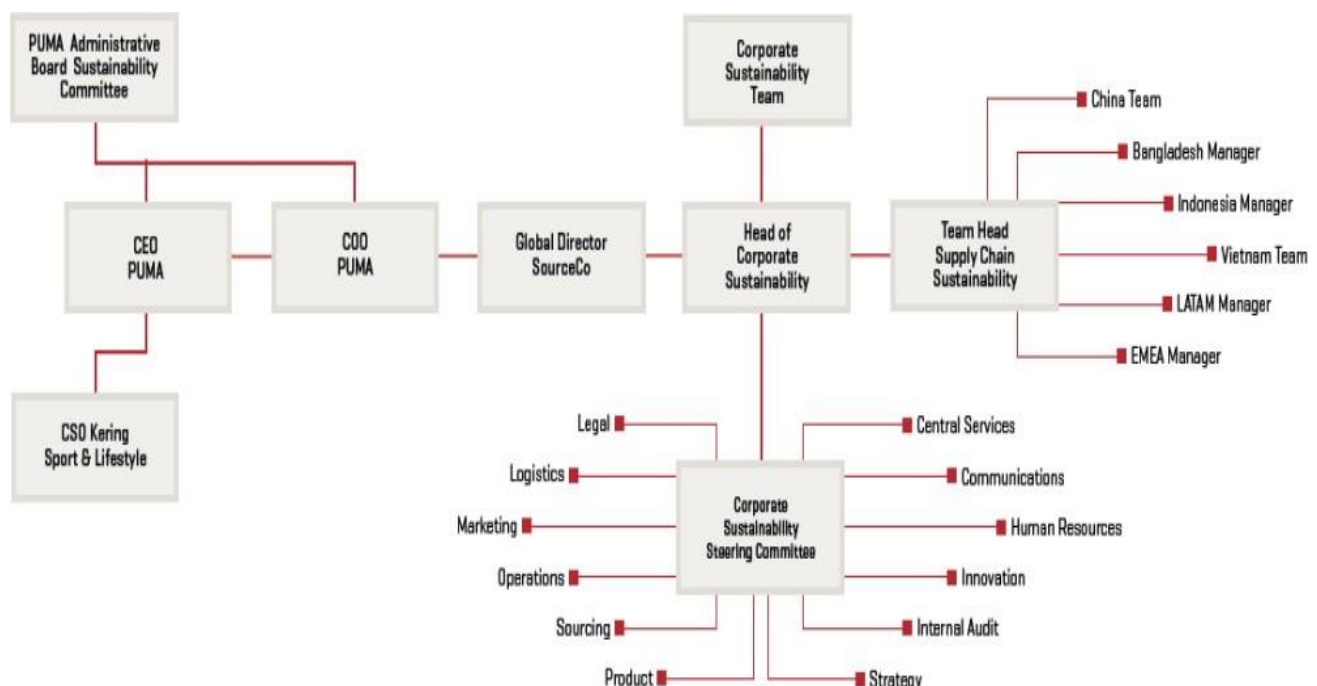 PUMA Administrative
Board Sustainability
Committee
Corporate
Sustainability
Team
China Team
Bangladesh Manager
Indonesia Manager
Vietnam Team
LATAM Manager
EMEA Manager
CEO
PUMA
COO
PUMA
Global Director
SourceCo
Head of
Corporate
Sustainability
Team Head
Supply Chain
Sustainability
CSO Kering
Sport & Lifestyle
Legal
Logistics
Marketing
Operations
Sourcing
Product
Corporate
Sustainability
Steering Committee
Central Services
Communications
Human Resources
Innovation
Internal Audit
Strategy